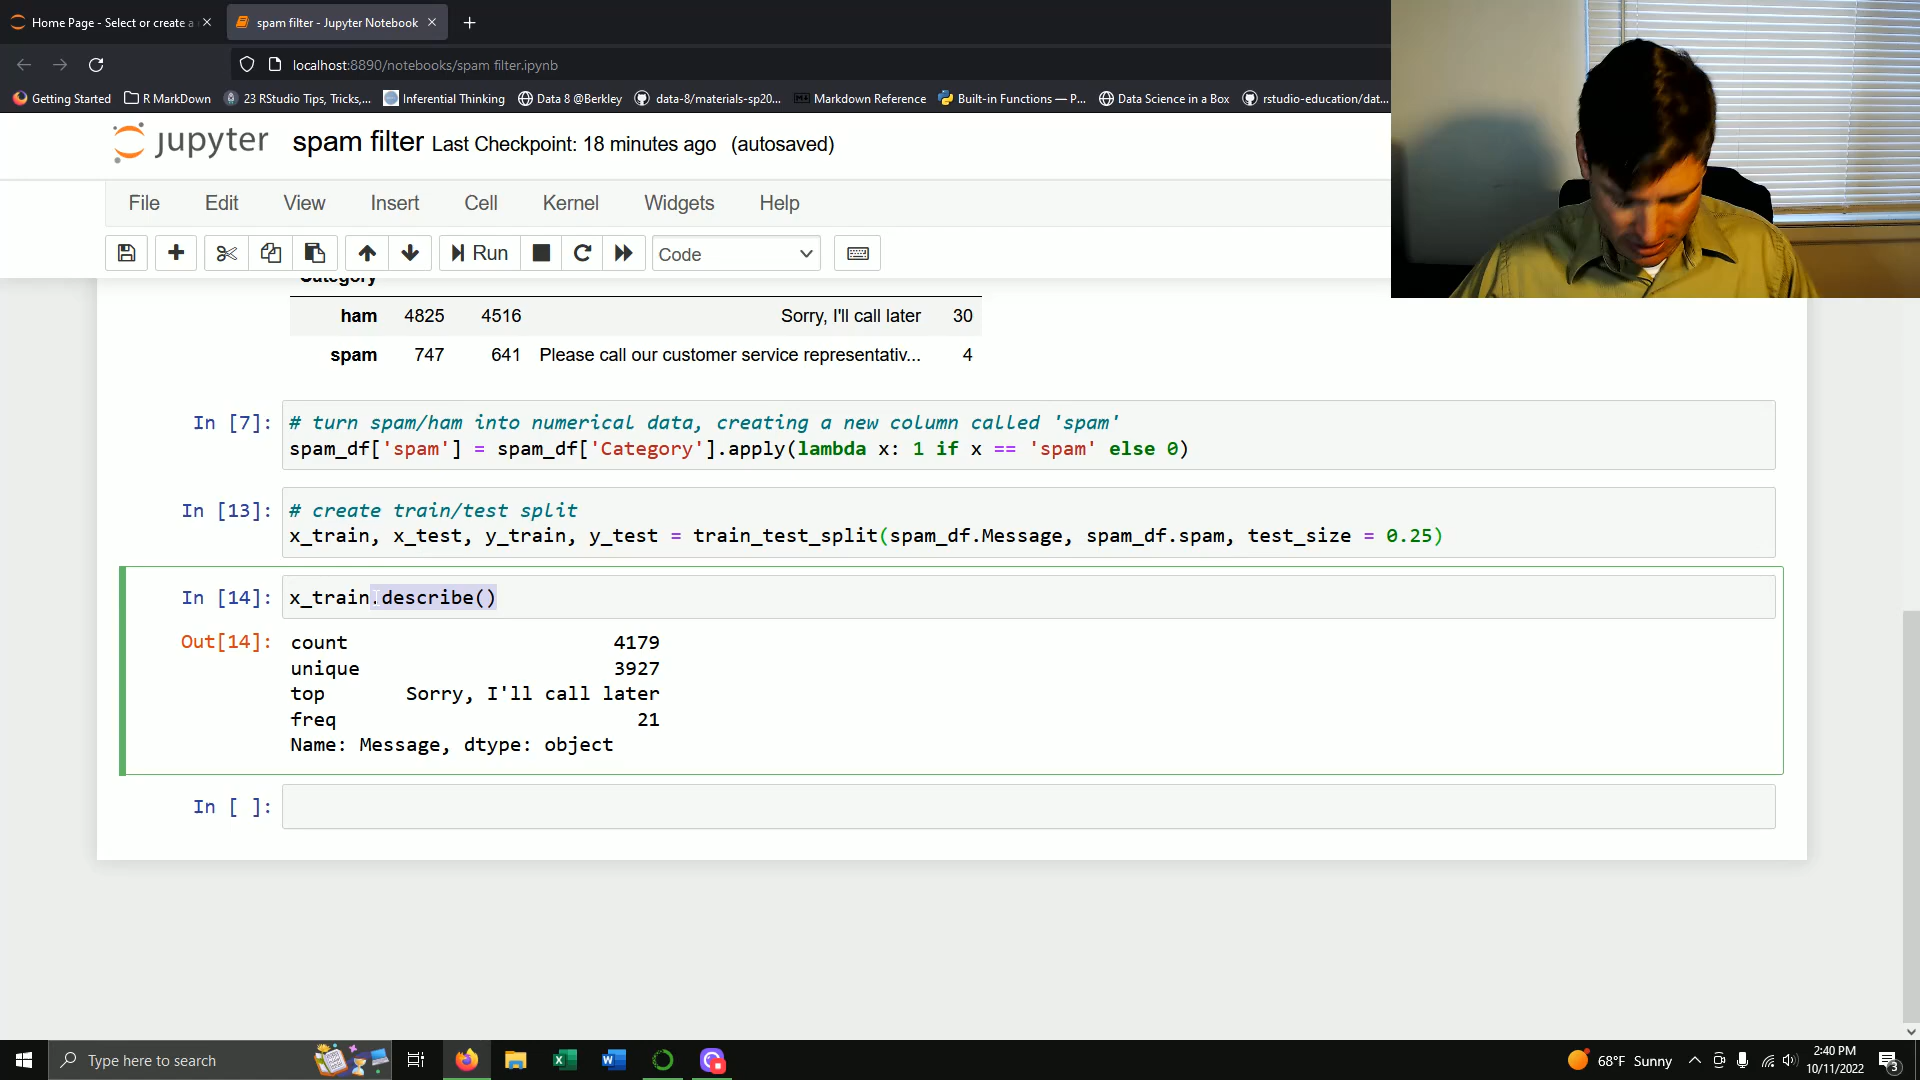 Home Page - Select or create a
spam filter - Jupyter Notebook
localhost:8890/notebooks/spam filter.ipynb
Getting Started
R MarkDown
23 RStudio Tips, Tricks,...
Inferential Thinking
Data 8 @Berkley
data-8/materials-sp20...
Markdown Reference
Built-in Functions — P...
Data Science in a Box
rstudio-education/dat...
jupyter
spam filter Last Checkpoint: 18 minutes ago (autosaved)
File Edit View Insert Cell Kernel Widgets Help
Run
Code
Category
ham 4825 4516 Sorry, I'll call later 30
spam 747 641 Please call our customer service representativ... 4
In [7]: # turn spam/ham into numerical data, creating a new column called 'spam'
spam_df['spam'] = spam_df['Category'].apply(lambda x: 1 if x == 'spam' else 0)
In [13]: # create train/test split
x_train, x_test, y_train, y_test = train_test_split(spam_df.Message, spam_df.spam, test_size = 0.25)
In [14]: x_train.describe()
Out[14]: count 4179
unique 3927
top Sorry, I'll call later
freq 21
Name: Message, dtype: object
In [ ]:
Type here to search
68°F Sunny
2:40 PM
10/11/2022
3